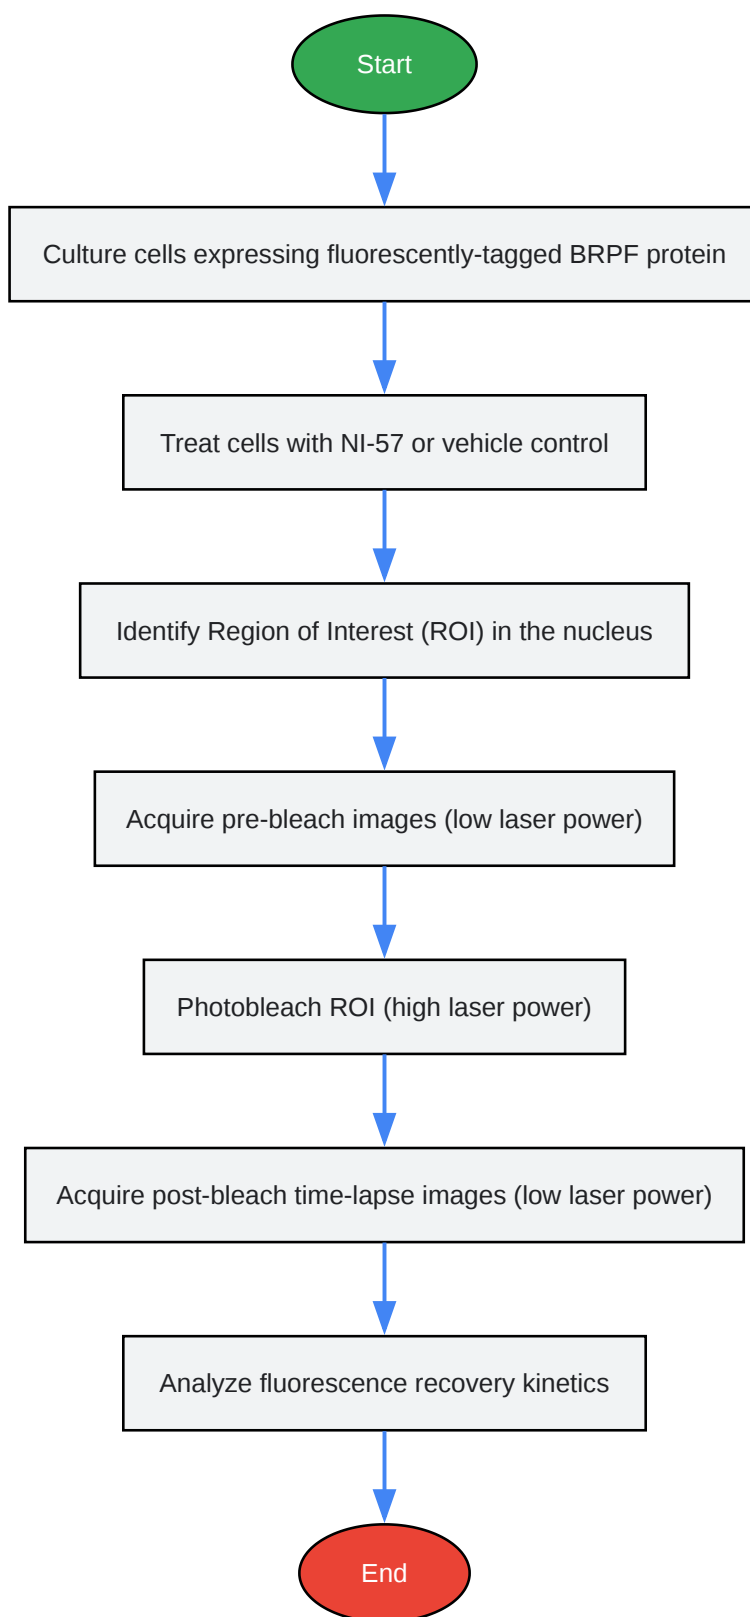 Start
Culture cells expressing fluorescently-tagged BRPF protein
Treat cells with NI-57 or vehicle control
Identify Region of Interest (ROI) in the nucleus
Acquire pre-bleach images (low laser power)
Photobleach ROI (high laser power)
Acquire post-bleach time-lapse images (low laser power)
Analyze fluorescence recovery kinetics
End